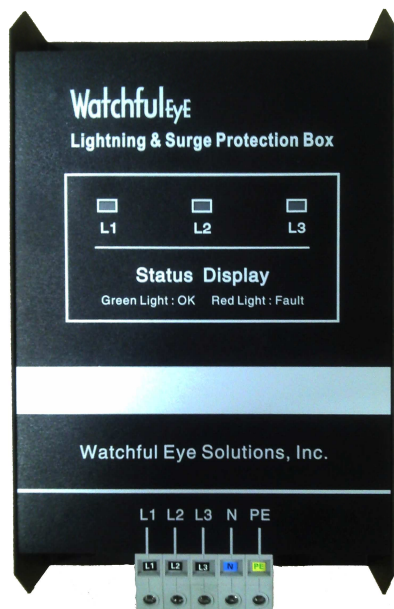 WatchfulEyE
Lightning & Surge Protection Box
L1 L2 L3
Status Display
Green Light : OK Red Light : Fault
Watchful Eye Solutions, Inc.
L1 L2 L3 N PE
L1 L2 L3 N PE